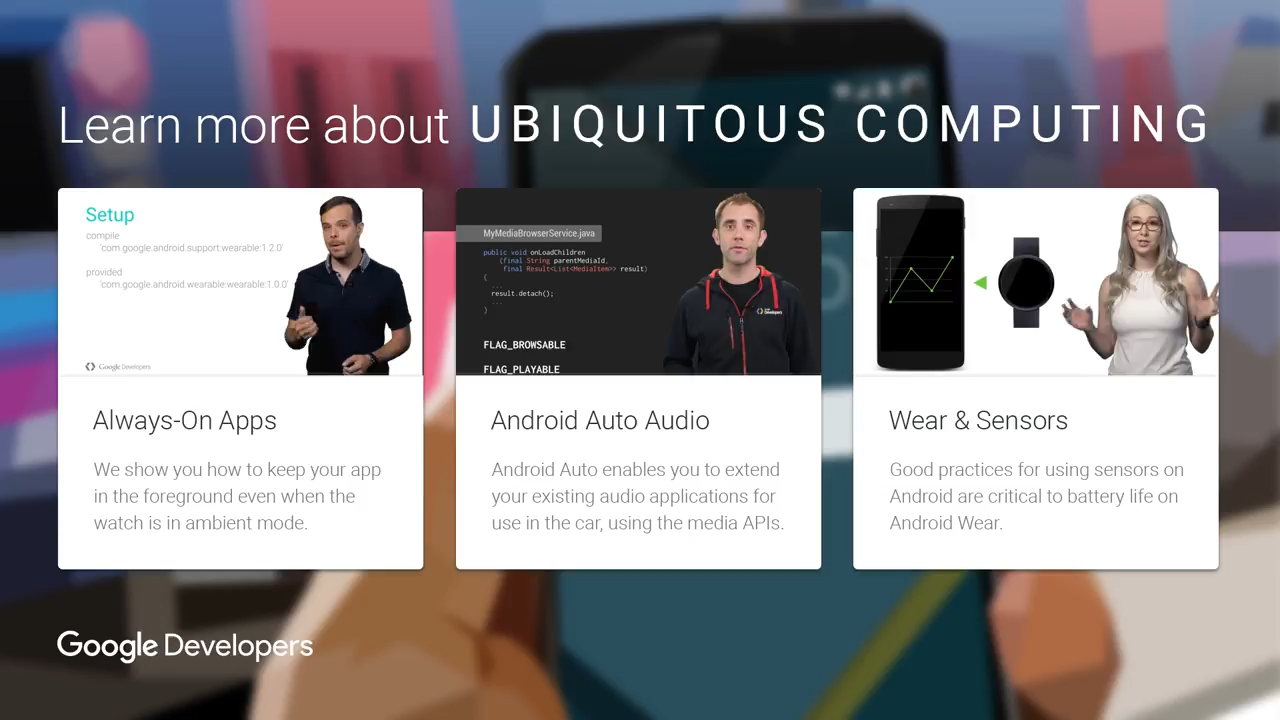 Learn more about UBIQUITOUS COMPUTING
Setup
compile
'com.google.android.support:wearable:1.2.0'
provided
'com.google.android.wearable:wearable:1.0.0'
Google Developers
Always-On Apps
We show you how to keep your app
in the foreground even when the
watch is in ambient mode.
MyMediaBrowserService.java
public void onLoadChildren
(final String parentMediaId,
final Result<List<MediaItem>> result)
{
...
result.detach();
...
}
FLAG_BROWSABLE
FLAG_PLAYABLE
Developers
Android Auto Audio
Android Auto enables you to extend
your existing audio applications for
use in the car, using the media APIs.
Wear & Sensors
Good practices for using sensors on
Android are critical to battery life on
Android Wear.
Google Developers